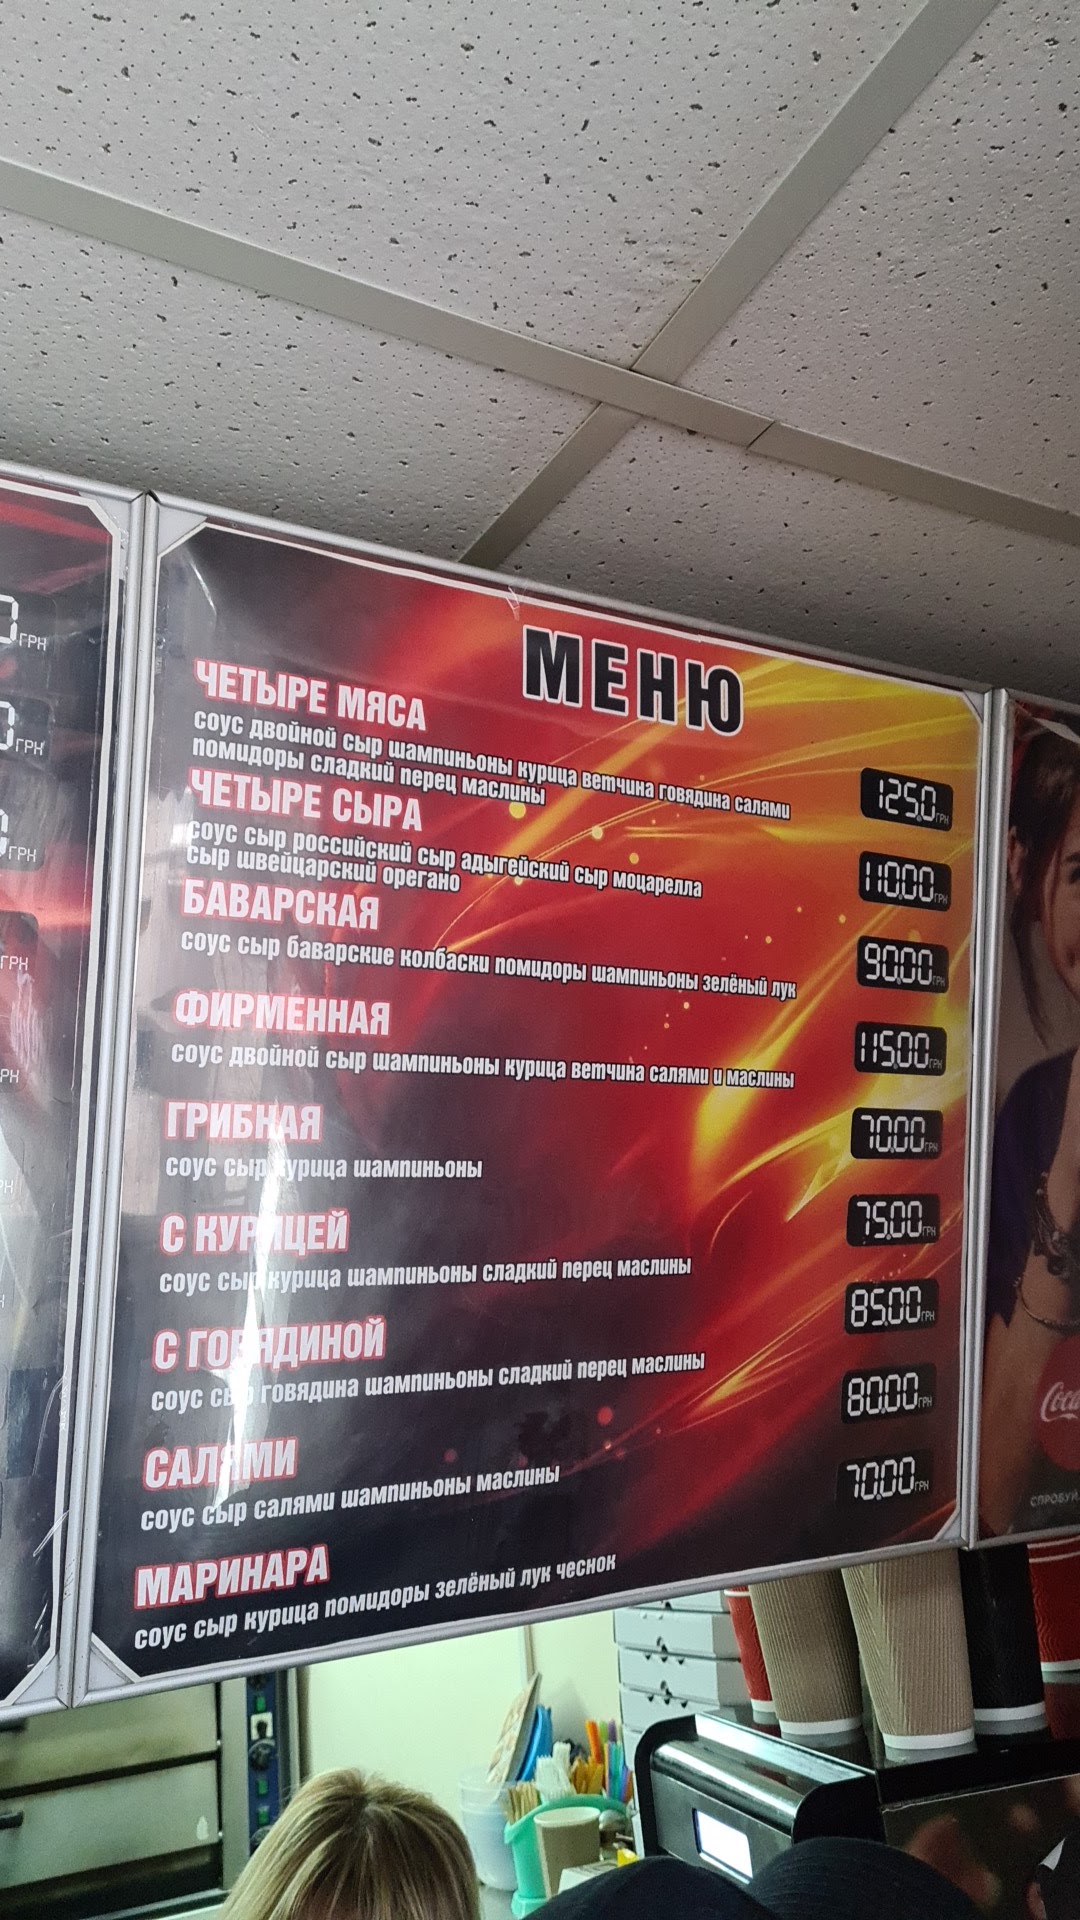 МЕНЮ
ЧЕТЫРЕ МЯСА
соус двойной сыр шампиньоны курица ветчина говядина салями
помидоры сладкий перец маслины
125.0 ГРН
ЧЕТЫРЕ СЫРА
соус сыр российский сыр адыгейский сыр моцарелла
сыр швейцарский орегано
110.00 ГРН
БАВАРСКАЯ
соус сыр баварские колбаски помидоры шампиньоны зелёный лук
90.00 ГРН
ФИРМЕННАЯ
соус двойной сыр шампиньоны курица ветчина салями и маслины
115.00 ГРН
ГРИБНАЯ
соус сыр курица шампиньоны
70.00 ГРН
С КУРИЦЕЙ
соус сыр курица шампиньоны сладкий перец маслины
75.00 ГРН
С ГОВЯДИНОЙ
соус сыр говядина шампиньоны сладкий перец маслины
85.00 ГРН
САЛЯМИ
соус сыр салями шампиньоны маслины
80.00 ГРН
МАРИНАРА
соус сыр курица помидоры зелёный лук чеснок
70.00 ГРН
ГРН
ГРН
ГРН
ГРН